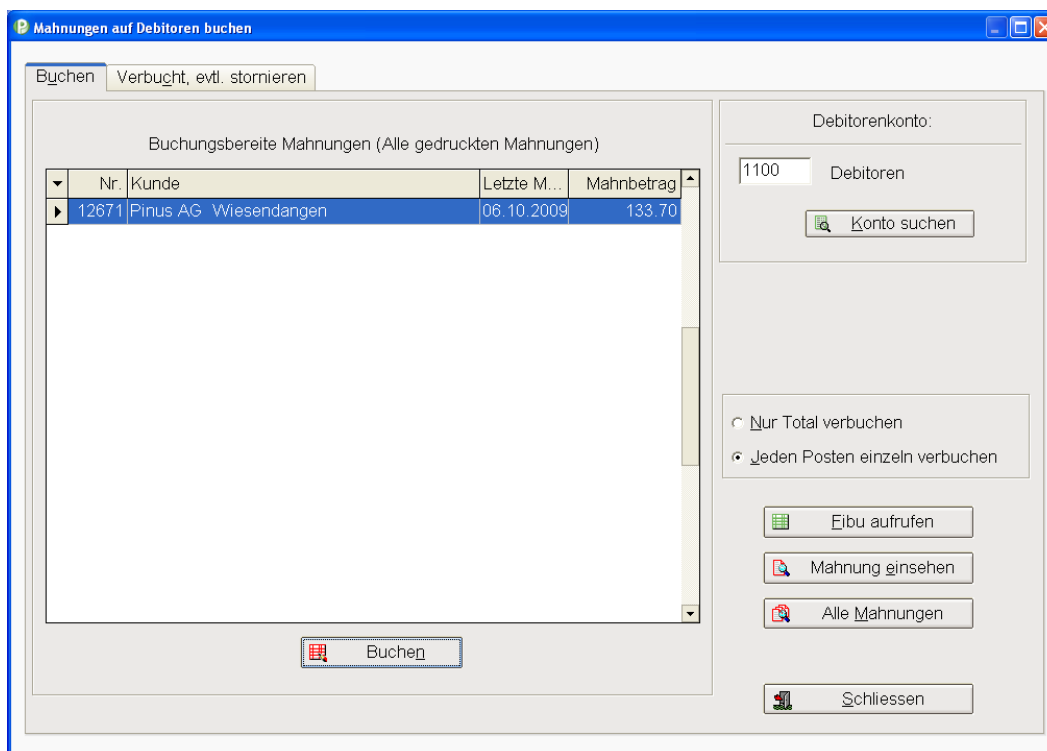 Mahnungen auf Debitoren buchen
Buchen
Verbucht, evtl. stornieren
Buchungsbereite Mahnungen (Alle gedruckten Mahnungen)
Nr. Kunde Letzte M... Mahnbetrag
12671 Pinus AG Wiesendangen 06.10.2009 133.70
Buchen
Debitorenkonto:
1100 Debitoren
Konto suchen
Nur Total verbuchen
Jeden Posten einzeln verbuchen
Fibu aufrufen
Mahnung einsehen
Alle Mahnungen
Schliessen